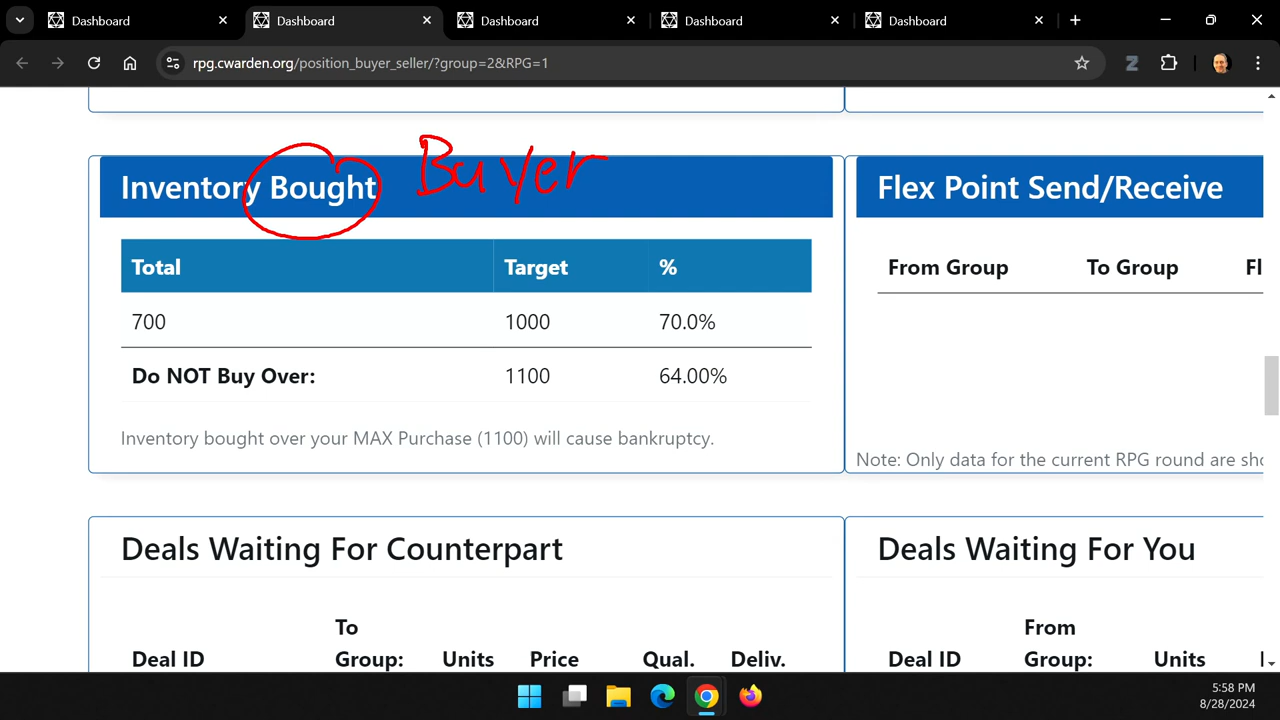 Dashboard Dashboard Dashboard Dashboard Dashboard
rpg.cwarden.org/position_buyer_seller/?group=2&RPG=1
Inventory Bought Buyer
Total Target %
700 1000 70.0%
Do NOT Buy Over: 1100 64.00%
Inventory bought over your MAX Purchase (1100) will cause bankruptcy.
Flex Point Send/Receive
From Group To Group Fl
Note: Only data for the current RPG round are sho
Deals Waiting For Counterpart
Deal ID To Group: Units Price Qual. Deliv.
Deals Waiting For You
Deal ID From Group: Units
5:58 PM
8/28/2024